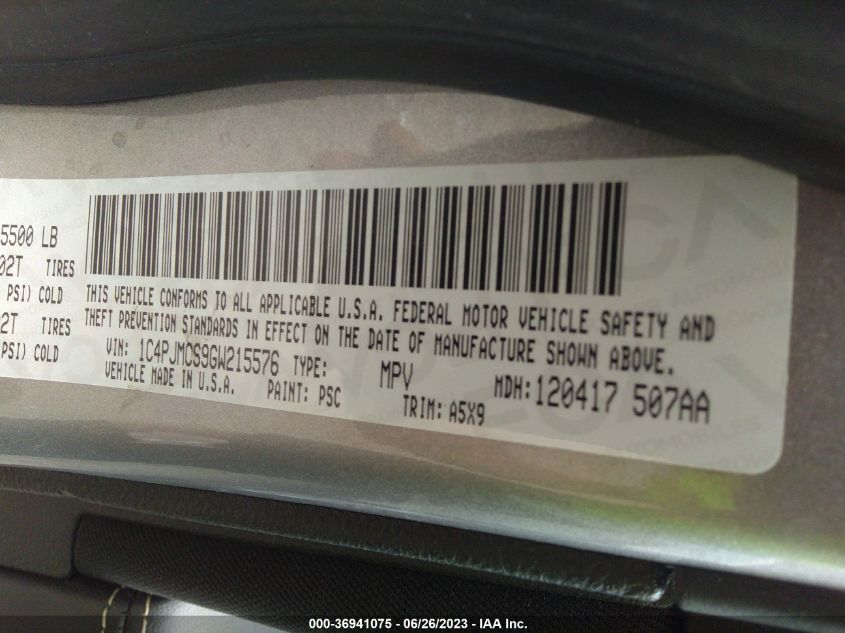 5500 LB
02T TIRES
PSI) COLD
2T TIRES
PSI) COLD
THIS VEHICLE CONFORMS TO ALL APPLICABLE U.S.A. FEDERAL MOTOR VEHICLE SAFETY AND
THEFT PREVENTION STANDARDS IN EFFECT ON THE DATE OF MANUFACTURE SHOWN ABOVE.
VIN: 1C4PJMCS9GW215576 TYPE: MPV MDH: 120417 507AA
VEHICLE MADE IN U.S.A. PAINT: PSC TRIM: A5X9
000-36941075 - 06/26/2023 - IAA Inc.